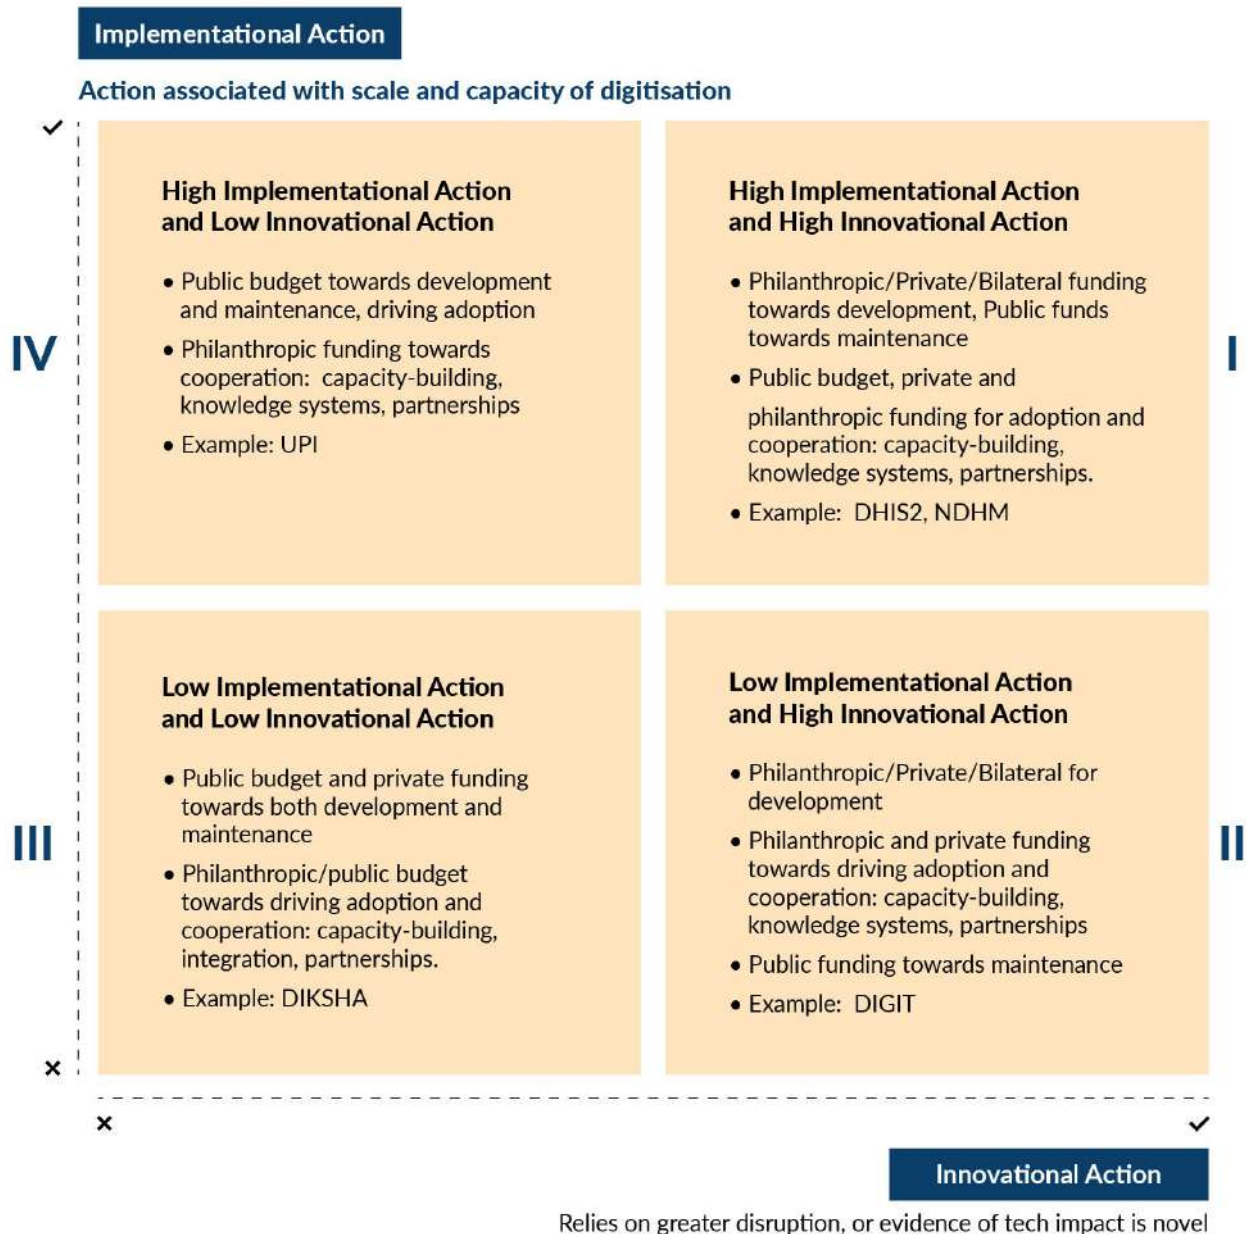 Implementational Action
Action associated with scale and capacity of digitisation
✓
IV
High Implementational Action
and Low Innovational Action
• Public budget towards development
and maintenance, driving adoption
• Philanthropic funding towards
cooperation: capacity-building,
knowledge systems, partnerships
• Example: UPI
High Implementational Action
and High Innovational Action
• Philanthropic/Private/Bilateral funding
towards development, Public funds
towards maintenance
• Public budget, private and
philanthropic funding for adoption and
cooperation: capacity-building,
knowledge systems, partnerships.
• Example: DHIS2, NDHM
I
III
Low Implementational Action
and Low Innovational Action
• Public budget and private funding
towards both development and
maintenance
• Philanthropic/public budget
towards driving adoption and
cooperation: capacity-building,
integration, partnerships.
• Example: DIKSHA
Low Implementational Action
and High Innovational Action
• Philanthropic/Private/Bilateral for
development
• Philanthropic and private funding
towards driving adoption and
cooperation: capacity-building,
knowledge systems, partnerships
• Public funding towards maintenance
• Example: DIGIT
II
×
×
✓
Innovational Action
Relies on greater disruption, or evidence of tech impact is novel